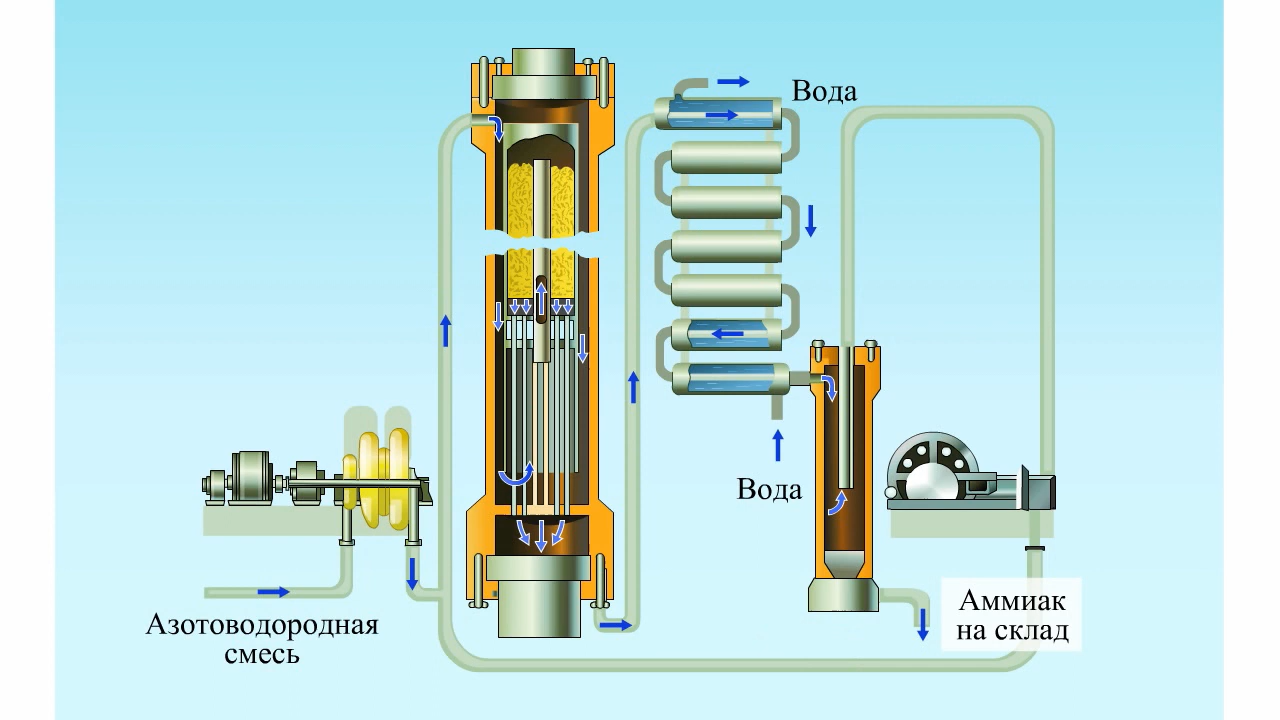 Вода
Вода
Азотоводородная
смесь
Аммиак
на склад